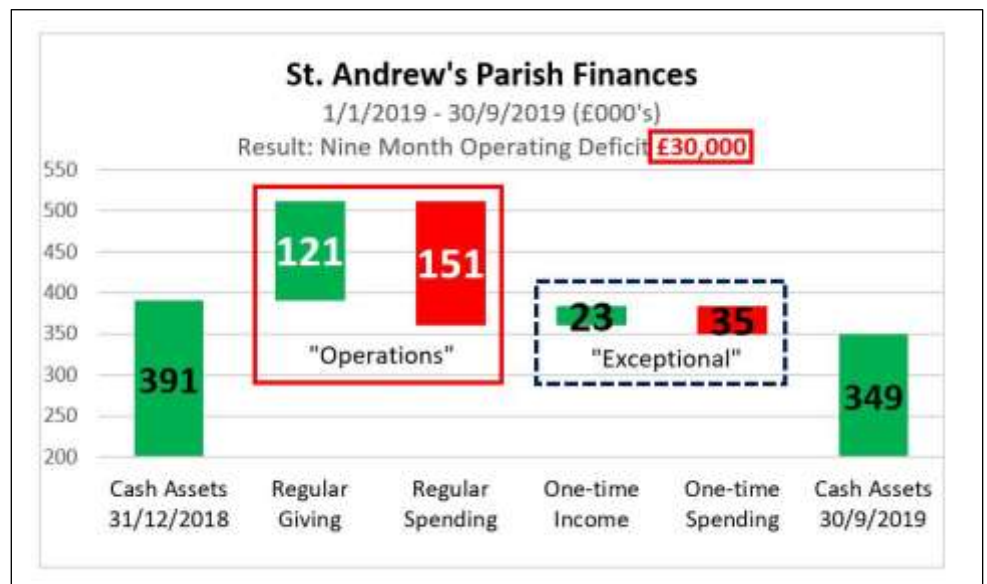 St. Andrew's Parish Finances
1/1/2019 - 30/9/2019 (£000's)
Result: Nine Month Operating Deficit £30,000
550
500
450
400
350
300
250
200
391
121
151
"Operations"
23
35
"Exceptional"
349
Cash Assets 31/12/2018
Regular Giving
Regular Spending
One-time Income
One-time Spending
Cash Assets 30/9/2019